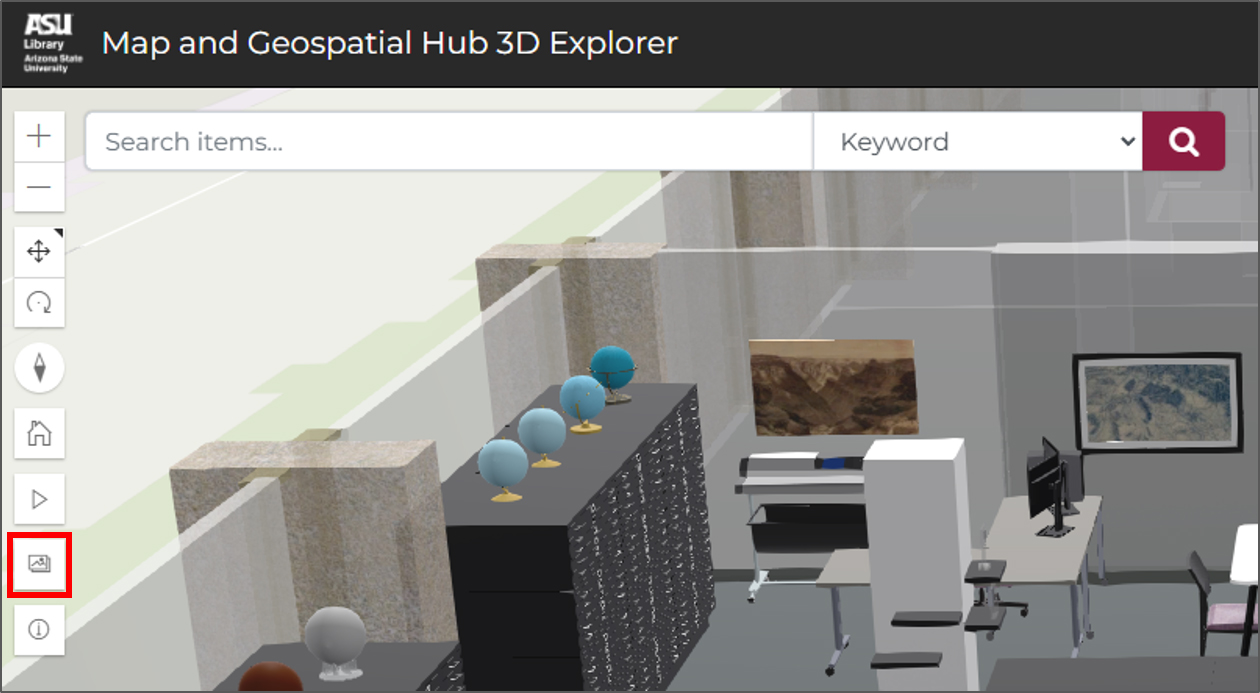 ASU
Library
Arizona State
University
Map and Geospatial Hub 3D Explorer
Search items...
Keyword